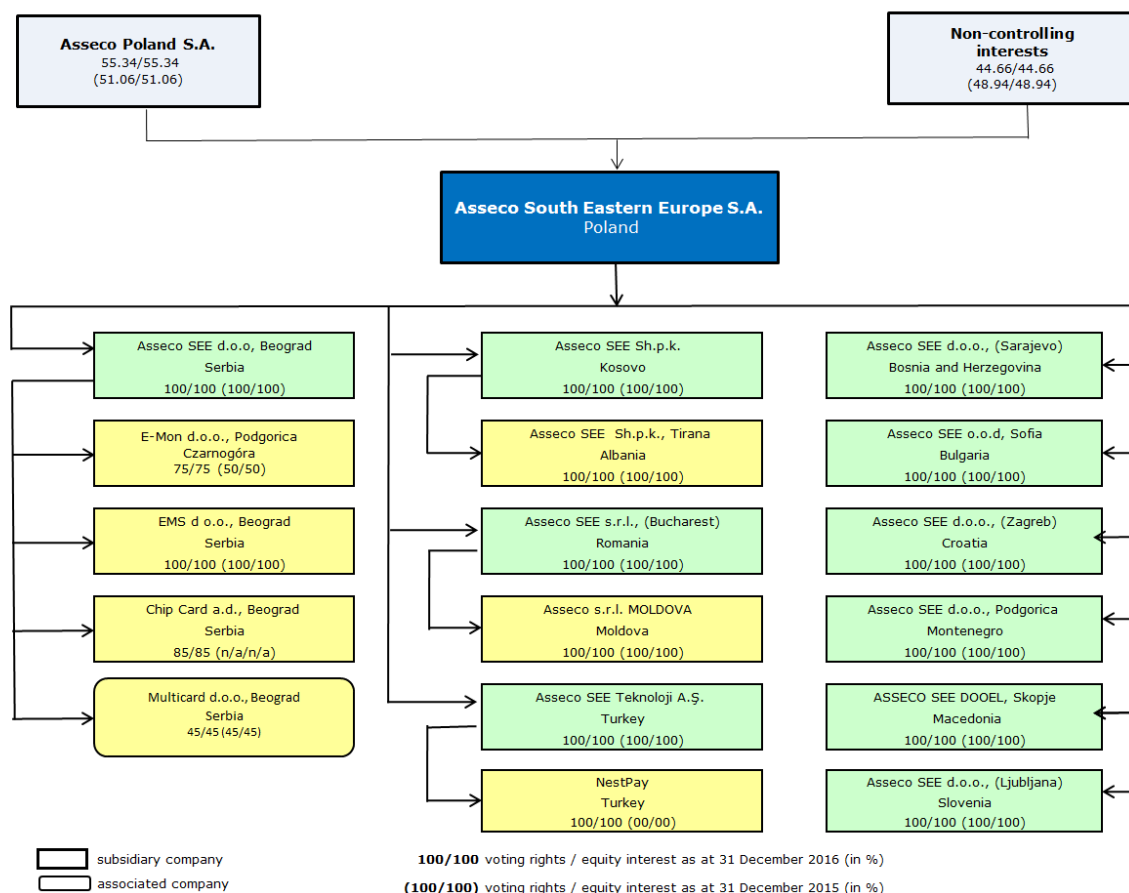 Asseco Poland S.A.
55.34/55.34
(51.06/51.06)
Non-controlling
interests
44.66/44.66
(48.94/48.94)
Asseco South Eastern Europe S.A.
Poland
Asseco SEE d.o.o, Beograd
Serbia
100/100 (100/100)
E-Mon d.o.o., Podgorica
Czarnogóra
75/75 (50/50)
EMS d o.o., Beograd
Serbia
100/100 (100/100)
Chip Card a.d., Beograd
Serbia
85/85 (n/a/n/a)
Multicard d.o.o., Beograd
Serbia
45/45 (45/45)
Asseco SEE Sh.p.k.
Kosovo
100/100 (100/100)
Asseco SEE Sh.p.k., Tirana
Albania
100/100 (100/100)
Asseco SEE s.r.l., (Bucharest)
Romania
100/100 (100/100)
Asseco s.r.l. MOLDOVA
Moldova
100/100 (100/100)
Asseco SEE Teknoloji A.Ş.
Turkey
100/100 (100/100)
NestPay
Turkey
100/100 (00/00)
Asseco SEE d.o.o., (Sarajevo)
Bosnia and Herzegovina
100/100 (100/100)
Asseco SEE o.o.d, Sofia
Bulgaria
100/100 (100/100)
Asseco SEE d.o.o., (Zagreb)
Croatia
100/100 (100/100)
Asseco SEE d.o.o., Podgorica
Montenegro
100/100 (100/100)
ASSECO SEE DOOEL, Skopje
Macedonia
100/100 (100/100)
Asseco SEE d.o.o., (Ljubljana)
Slovenia
100/100 (100/100)
subsidiary company
associated company
100/100 voting rights / equity interest as at 31 December 2016 (in %)
(100/100) voting rights / equity interest as at 31 December 2015 (in %)